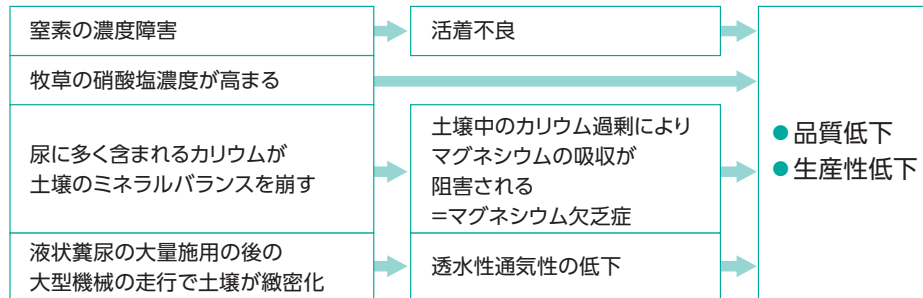 窒素の濃度障害
活着不良
牧草の硝酸塩濃度が高まる
尿に多く含まれるカリウムが
土壌のミネラルバランスを崩す
土壌中のカリウム過剰により
マグネシウムの吸収が
阻害される
=マグネシウム欠乏症
液状糞尿の大量施用の後の
大型機械の走行で土壌が緻密化
透水性通気性の低下
●品質低下
●生産性低下